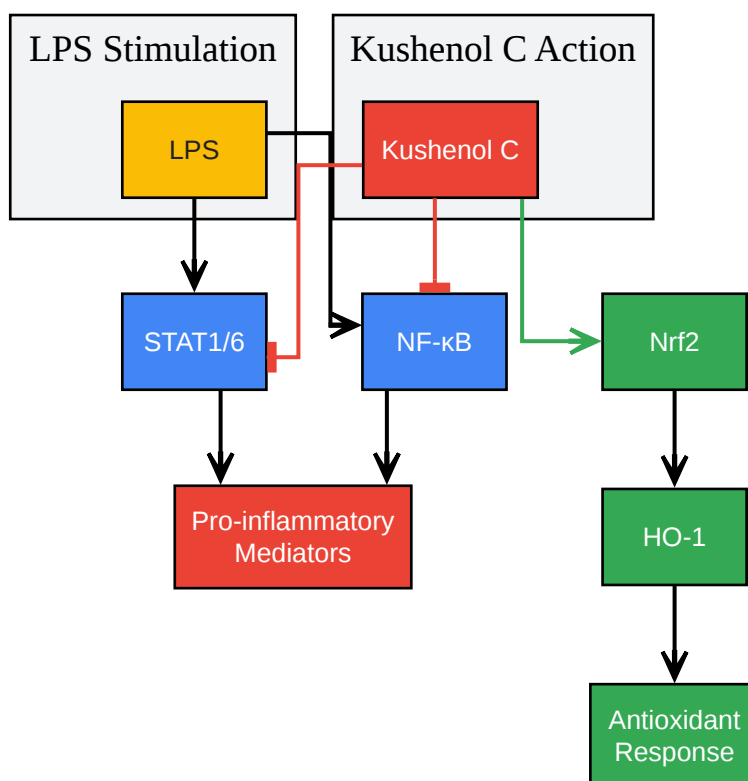 LPS Stimulation
Kushenol C Action
LPS
Kushenol C
STAT1/6
NF-κB
Nrf2
Pro-inflammatory
Mediators
HO-1
Antioxidant
Response